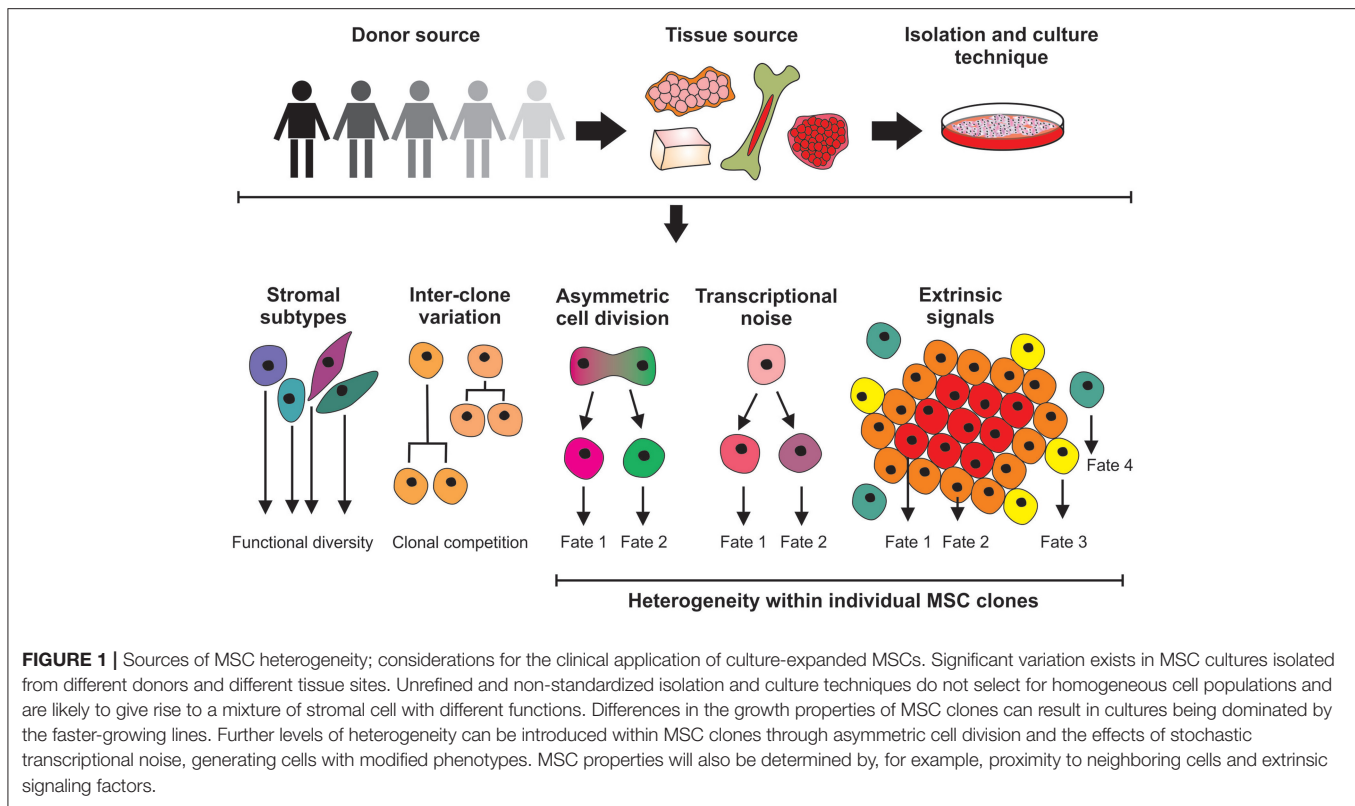 Donor source
Tissue source
Isolation and culture
technique
Stromal
subtypes
Inter-clone
variation
Asymmetric
cell division
Transcriptional
noise
Extrinsic
signals
Fate 4
Functional diversity
Clonal competition
Fate 1
Fate 2
Fate 1
Fate 2
Fate 1
Fate 2
Fate 3
Heterogeneity within individual MSC clones
FIGURE 1 | Sources of MSC heterogeneity; considerations for the clinical application of culture-expanded MSCs. Significant variation exists in MSC cultures isolated
from different donors and different tissue sites. Unrefined and non-standardized isolation and culture techniques do not select for homogeneous cell populations and
are likely to give rise to a mixture of stromal cell with different functions. Differences in the growth properties of MSC clones can result in cultures being dominated by
the faster-growing lines. Further levels of heterogeneity can be introduced within MSC clones through asymmetric cell division and the effects of stochastic
transcriptional noise, generating cells with modified phenotypes. MSC properties will also be determined by, for example, proximity to neighboring cells and extrinsic
signaling factors.